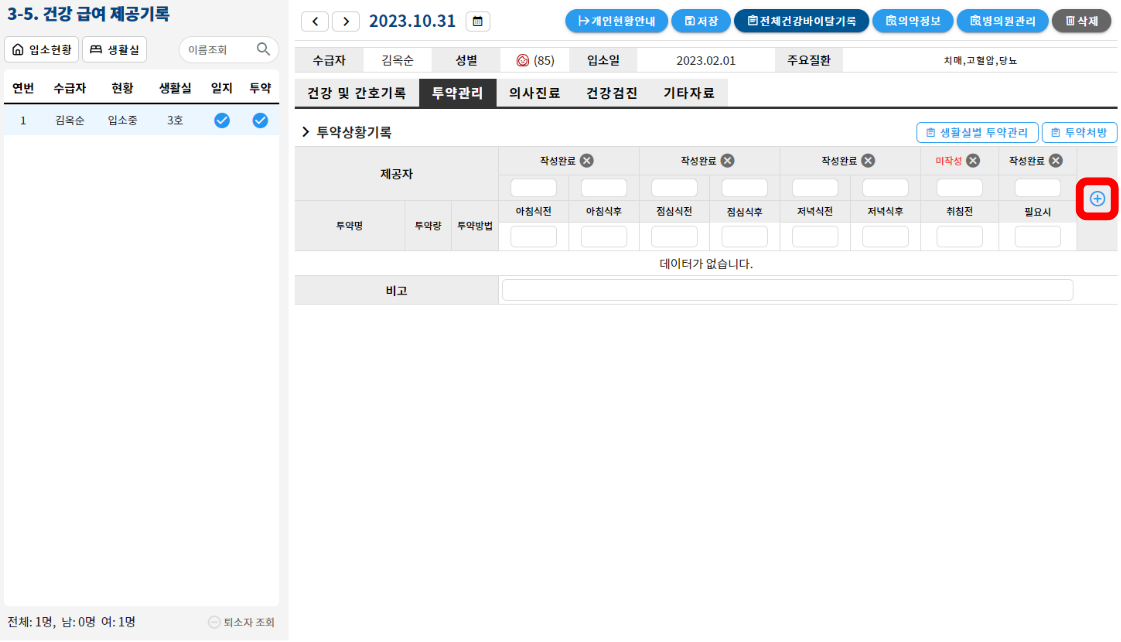 3-5. 건강 급여 제공기록
입소현황 생활실 이름조회
연번 수급자 현황 생활실 일지 투약
1 김옥순 입소중 3호
전체: 1명, 남: 0명 여: 1명 퇴소자 조회
2023.10.31 개인현황안내 저장 전체건강바이탈기록 의약정보 병의원관리 삭제
수급자 김옥순 성별 (85) 입소일 2023.02.01 주요질환 치매,고혈압,당뇨
건강 및 간호기록 투약관리 의사진료 건강검진 기타자료
투약상황기록 생활실별 투약관리 투약처방
제공자 작성완료 작성완료 작성완료 미작성 작성완료
투약명 투약량 투약방법 아침식전 아침식후 점심식전 점심식후 저녁식전 저녁식후 취침전 필요시
데이터가 없습니다.
비고